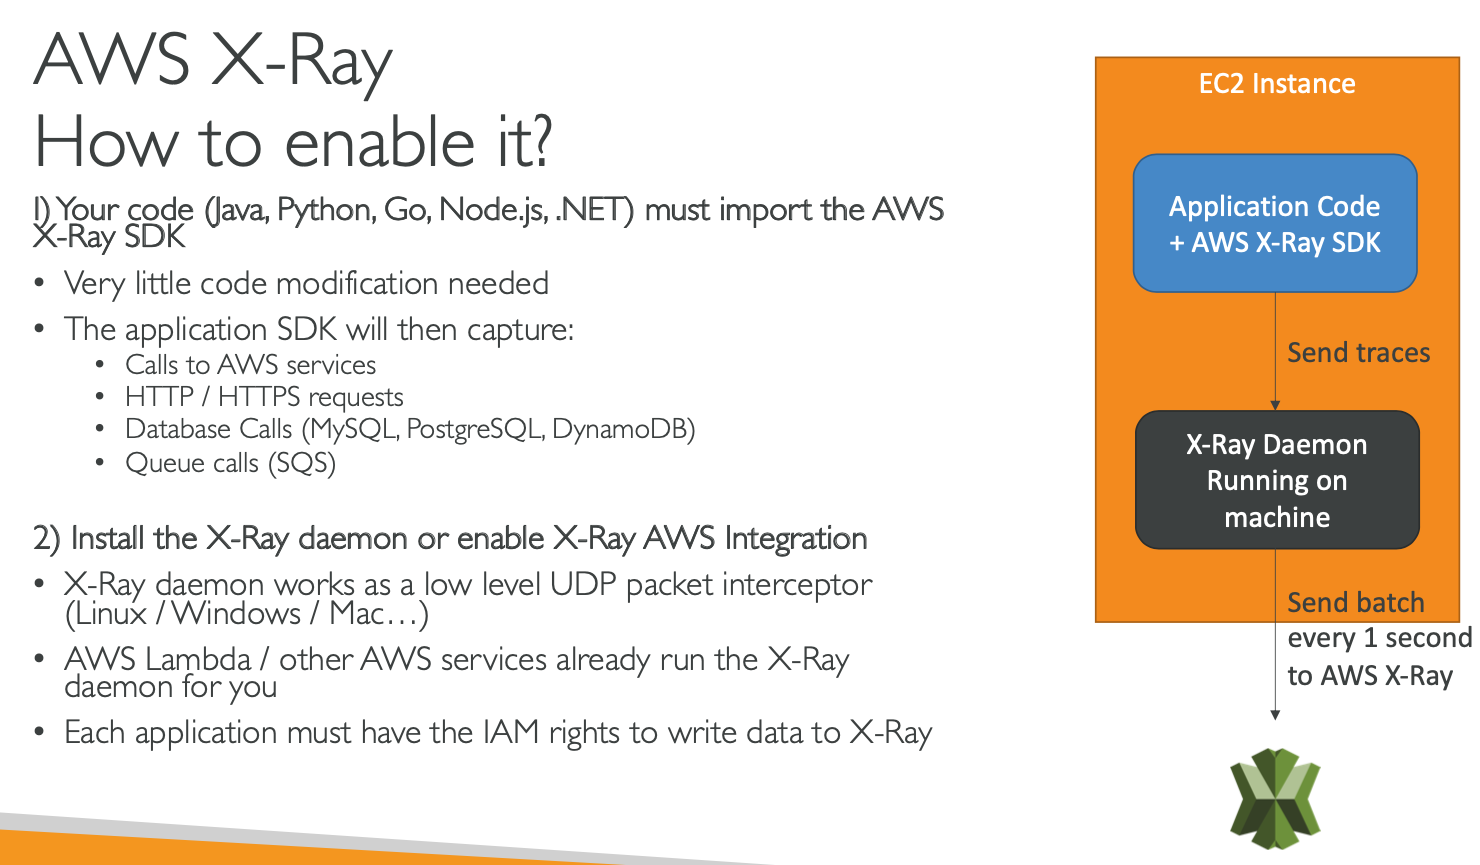 AWS X-Ray
How to enable it?
1) Your code (Java, Python, Go, Node.js, .NET) must import the AWS
X-Ray SDK
• Very little code modification needed
• The application SDK will then capture:
• Calls to AWS services
• HTTP / HTTPS requests
• Database Calls (MySQL, PostgreSQL, DynamoDB)
• Queue calls (SQS)
2) Install the X-Ray daemon or enable X-Ray AWS Integration
• X-Ray daemon works as a low level UDP packet interceptor
(Linux / Windows / Mac…)
• AWS Lambda / other AWS services already run the X-Ray
daemon for you
• Each application must have the IAM rights to write data to X-Ray
EC2 Instance
Application Code
+ AWS X-Ray SDK
Send traces
X-Ray Daemon
Running on
machine
Send batch
every 1 second
to AWS X-Ray